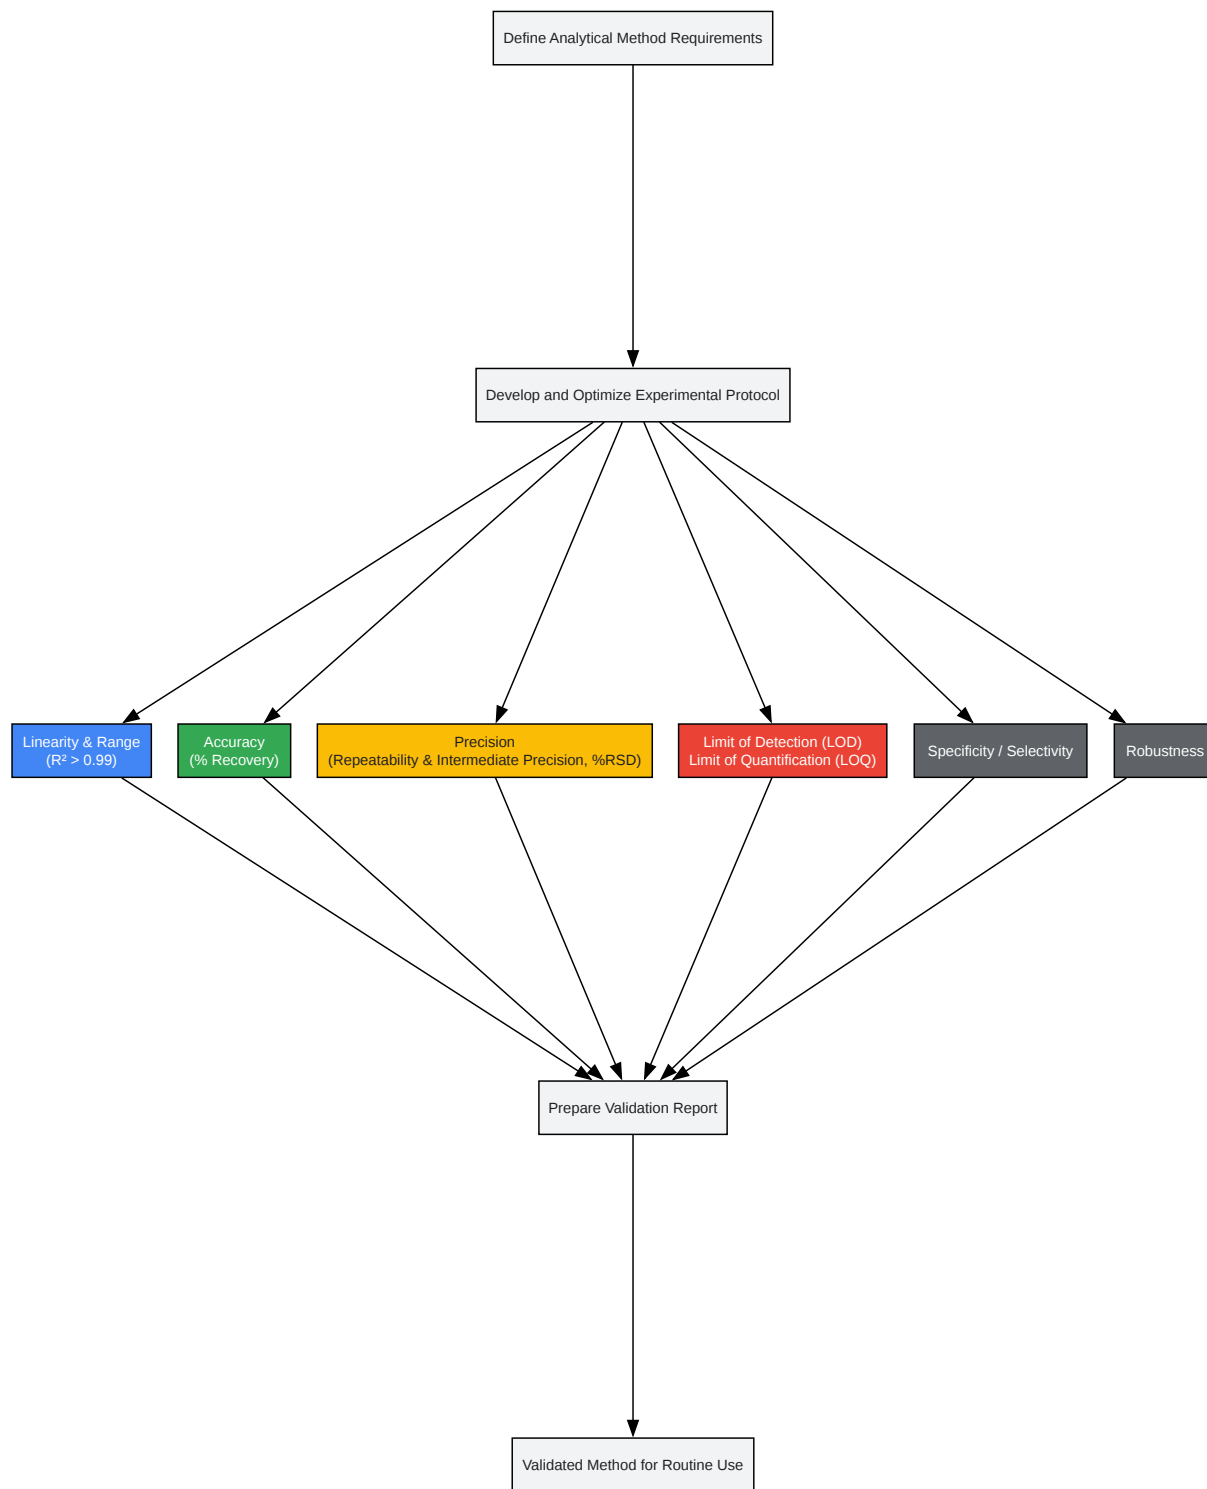 Define Analytical Method Requirements
Develop and Optimize Experimental Protocol
Linearity & Range
(R² > 0.99)
Accuracy
(% Recovery)
Precision
(Repeatability & Intermediate Precision, %RSD)
Limit of Detection (LOD)
Limit of Quantification (LOQ)
Specificity / Selectivity
Robustness
Prepare Validation Report
Validated Method for Routine Use